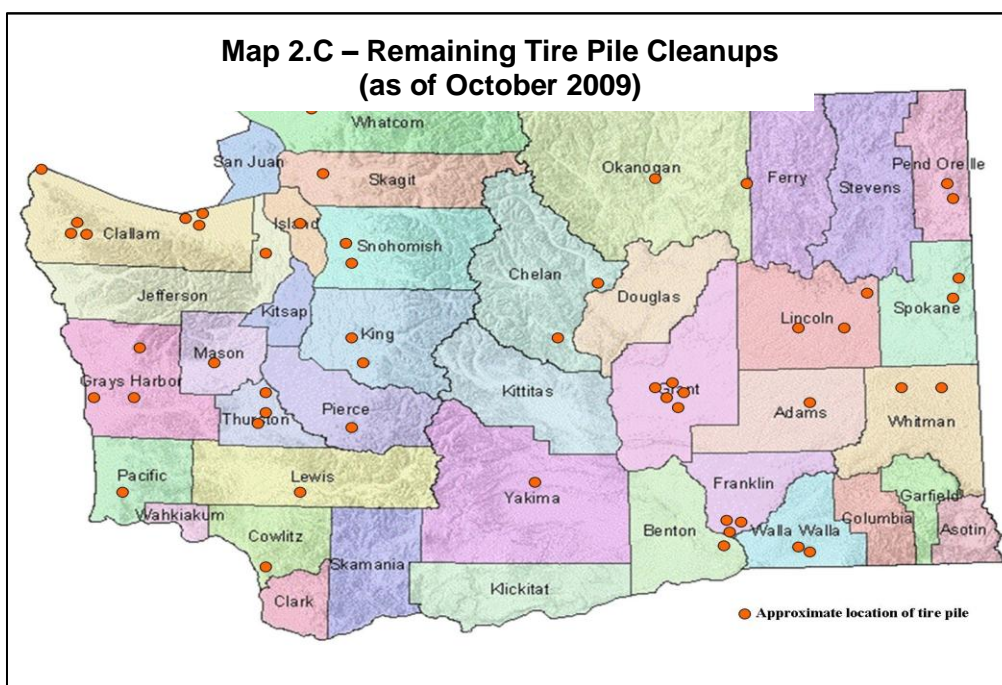 Map 2.C – Remaining Tire Pile Cleanups
(as of October 2009)
Whatcom
San Juan
Skagit
Okanogan
Ferry
Stevens
Pend Oreille
Clallam
Island
Snohomish
Chelan
Douglas
Jefferson
Kitsap
King
Lincoln
Spokane
Mason
Grays Harbor
Kittitas
Grant
Thurston
Pierce
Adams
Whitman
Pacific
Lewis
Yakima
Franklin
Garfield
Wahkiakum
Cowlitz
Benton
Walla Walla
Columbia
Asotin
Skamania
Klickitat
Clark
Approximate location of tire pile